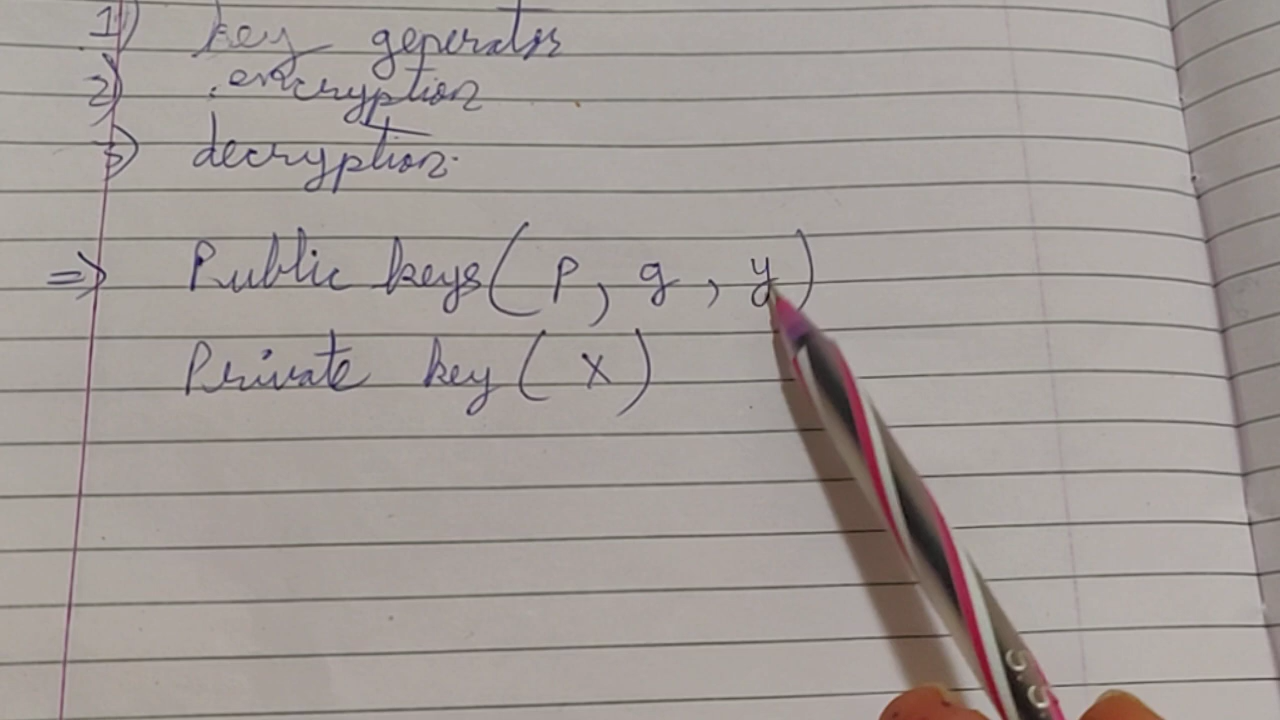 1) key generator
2) encryption
3) decryption.
=> Public keys (P, g, y)
Private key (x)